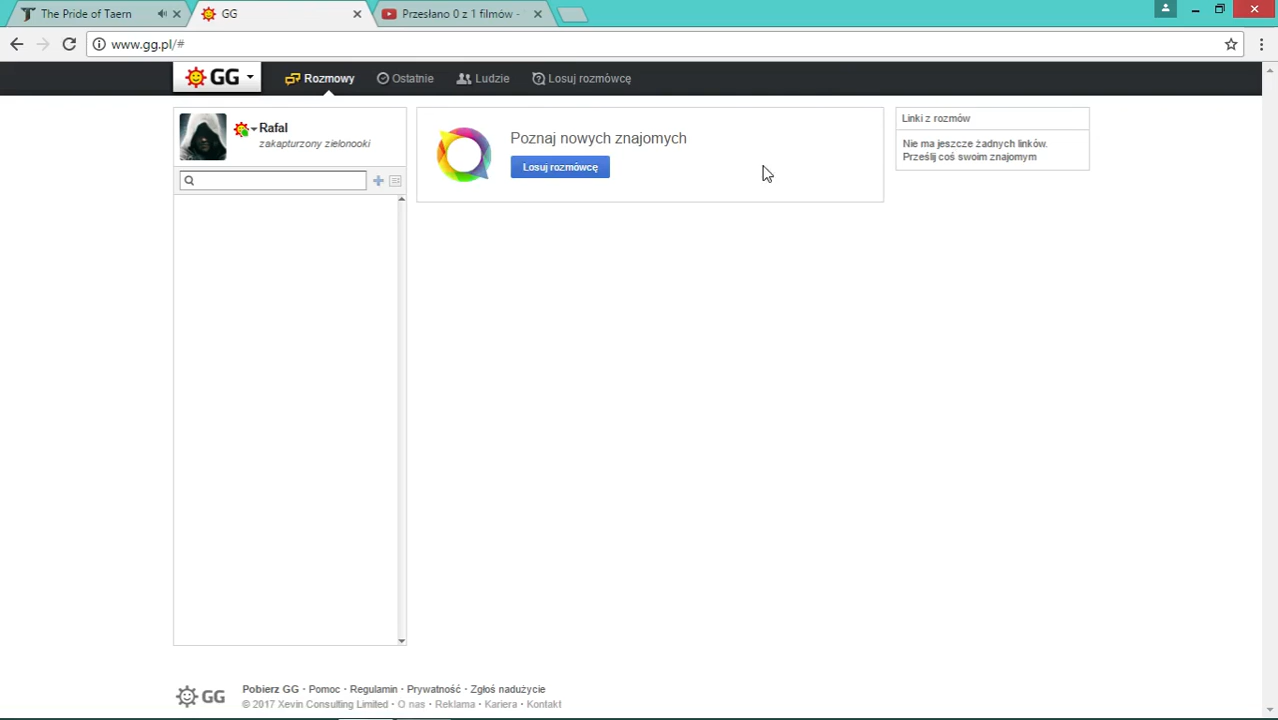 The Pride of Taern
GG
Przesłano 0 z 1 filmów -
www.gg.pl/#
GG
Rozmowy
Ostatnie
Ludzie
Losuj rozmówcę
Rafal
zakapturzony zielonooki
Poznaj nowych znajomych
Losuj rozmówcę
Linki z rozmów
Nie ma jeszcze żadnych linków.
Prześlij coś swoim znajomym
GG
Pobierz GG · Pomoc · Regulamin · Prywatność · Zgłoś nadużycie
© 2017 Xevin Consulting Limited · O nas · Reklama · Kariera · Kontakt